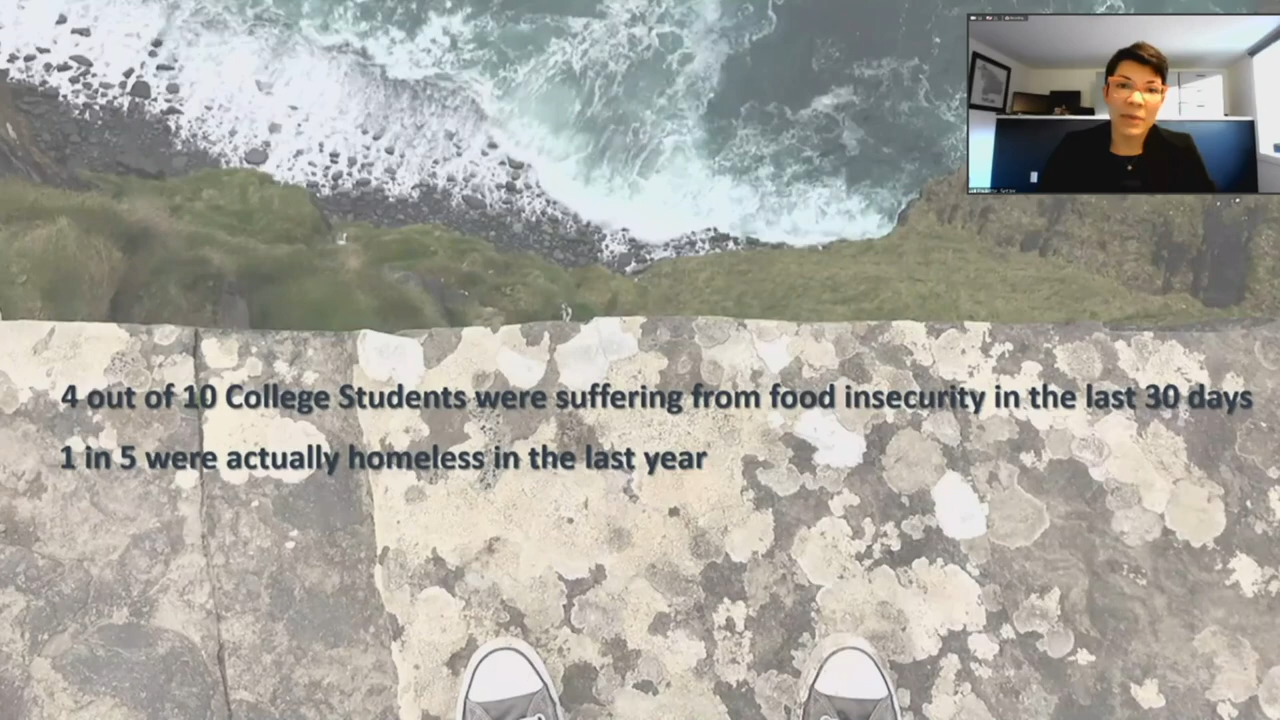 4 out of 10 College Students were suffering from food insecurity in the last 30 days
1 in 5 were actually homeless in the last year